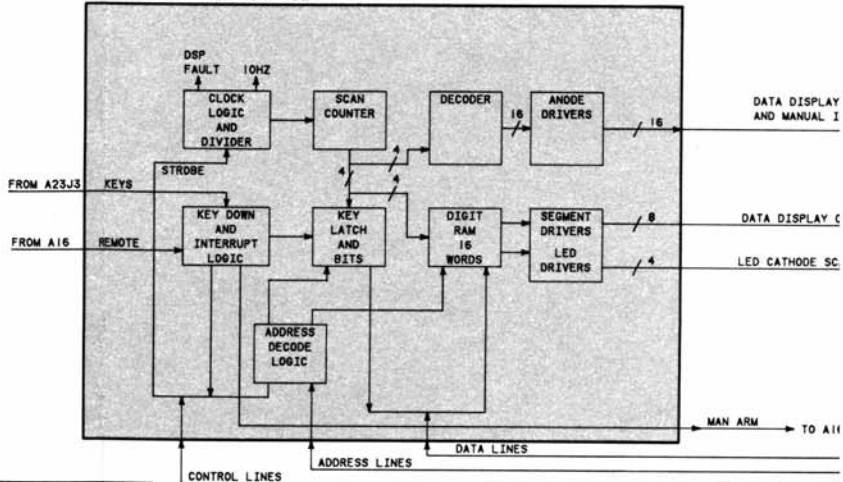 DSP
FAULT
10HZ
CLOCK
LOGIC
AND
DIVIDER
SCAN
COUNTER
DECODER
16
ANODE
DRIVERS
16
DATA DISPLAY
AND MANUAL I
STROBE
4
4
4
FROM A23J3
KEYS
KEY DOWN
AND
INTERRUPT
LOGIC
KEY
LATCH
AND
BITS
DIGIT
RAM
16
WORDS
SEGMENT
DRIVERS
LED
DRIVERS
8
DATA DISPLAY C
4
LED CATHODE SC
FROM A16
REMOTE
ADDRESS
DECODE
LOGIC
MAN ARM
TO A16
DATA LINES
ADDRESS LINES
CONTROL LINES